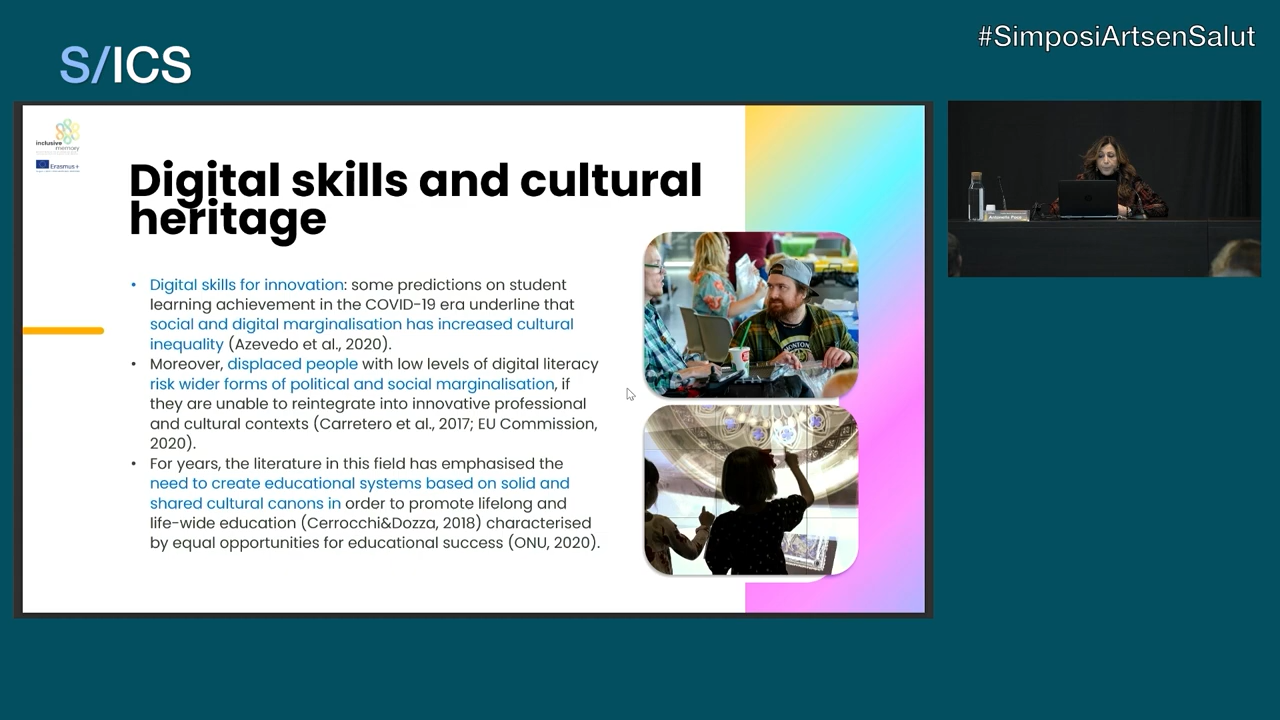 #SimposiArtsenSalut
S/ICS
inclusive
memory
Erasmus+
Digital skills and cultural
heritage
• Digital skills for innovation: some predictions on student
learning achievement in the COVID-19 era underline that
social and digital marginalisation has increased cultural
inequality (Azevedo et al., 2020).
• Moreover, displaced people with low levels of digital literacy
risk wider forms of political and social marginalisation, if
they are unable to reintegrate into innovative professional
and cultural contexts (Carretero et al., 2017; EU Commission,
2020).
• For years, the literature in this field has emphasised the
need to create educational systems based on solid and
shared cultural canons in order to promote lifelong and
life-wide education (Cerrocchi&Dozza, 2018) characterised
by equal opportunities for educational success (ONU, 2020).